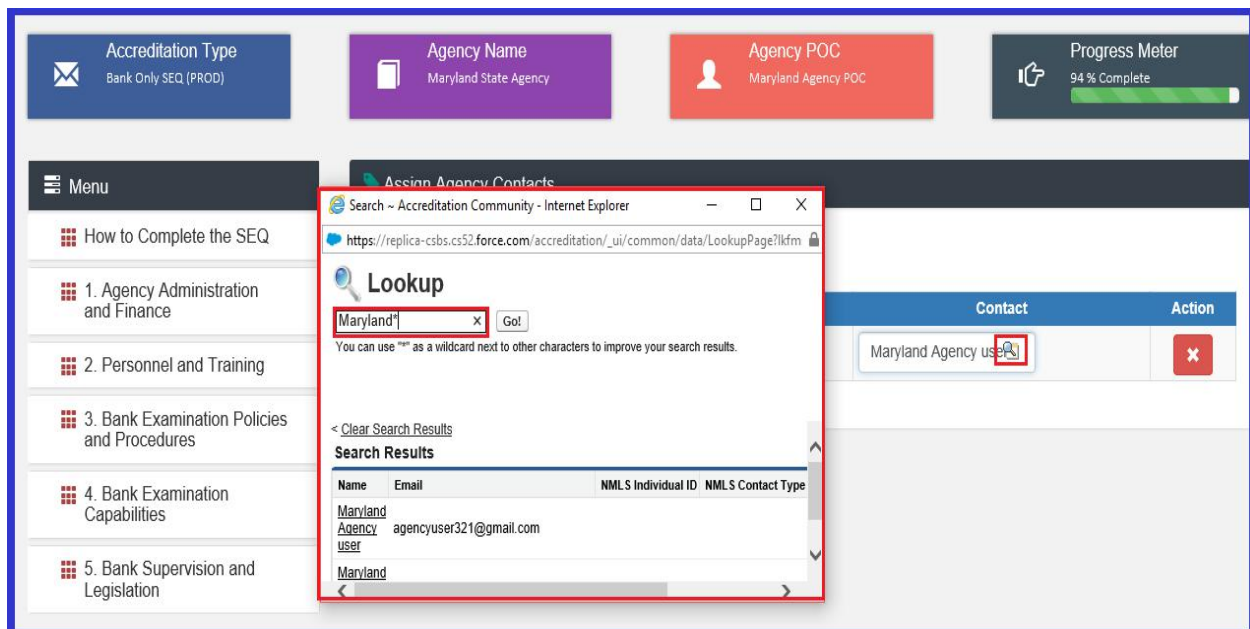 Accreditation Type
Bank Only SEQ (PROD)
Agency Name
Maryland State Agency
Agency POC
Maryland Agency POC
Progress Meter
94 % Complete
Menu
How to Complete the SEQ
1. Agency Administration
and Finance
2. Personnel and Training
3. Bank Examination Policies
and Procedures
4. Bank Examination
Capabilities
5. Bank Supervision and
Legislation
Assign Agency Contacts
Search ~ Accreditation Community - Internet Explorer
https://replica-csbs.cs52.force.com/accreditation/_ui/common/data/LookupPage?lkfm
Lookup
Maryland*
Go!
You can use "*" as a wildcard next to other characters to improve your search results.
< Clear Search Results
Search Results
Name Email NMLS Individual ID NMLS Contact Type
Maryland
Agency agencyuser321@gmail.com
user
Maryland
Contact Action
Maryland Agency user